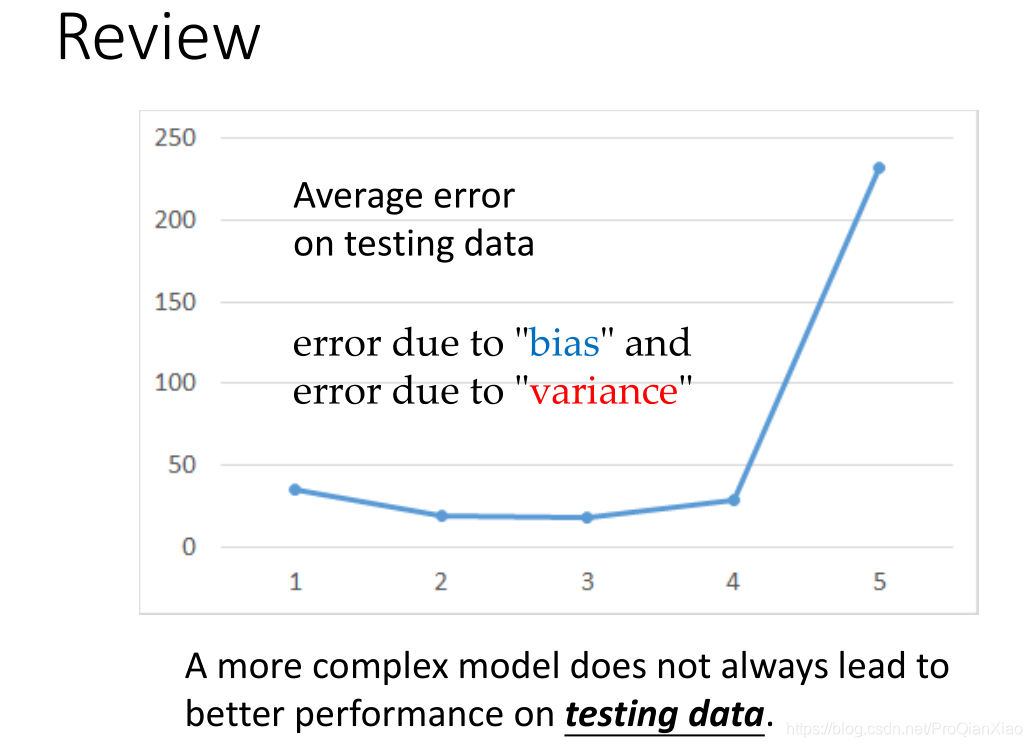 Review
250
Average error
200
on testing data
150
error due to "bias" and
100
error due to "variance"
50
0
1 2 3 4 5
A more complex model does not always lead to
better performance on testing data.
https://blog.csdn.net/ProQianXiao